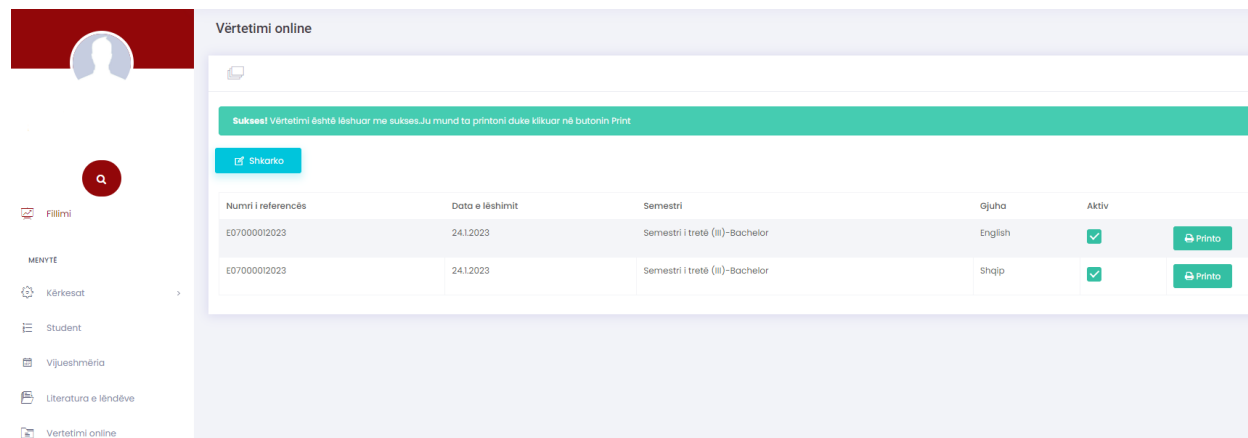 Vërtetimi online
Sukses! Vërtetimi është lëshuar me sukses.Ju mund ta printoni duke klikuar në butonin Print
Shkarko
Numri i referencës Data e lëshimit Semestri Gjuha Aktiv
E07000012023 24.1.2023 Semestri i tretë (III)-Bachelor English Printo
E07000012023 24.1.2023 Semestri i tretë (III)-Bachelor Shqip Printo
Fillimi
MENYTË
Kërkesat
Student
Vijueshmëria
Literatura e lëndëve
Vertetimi online